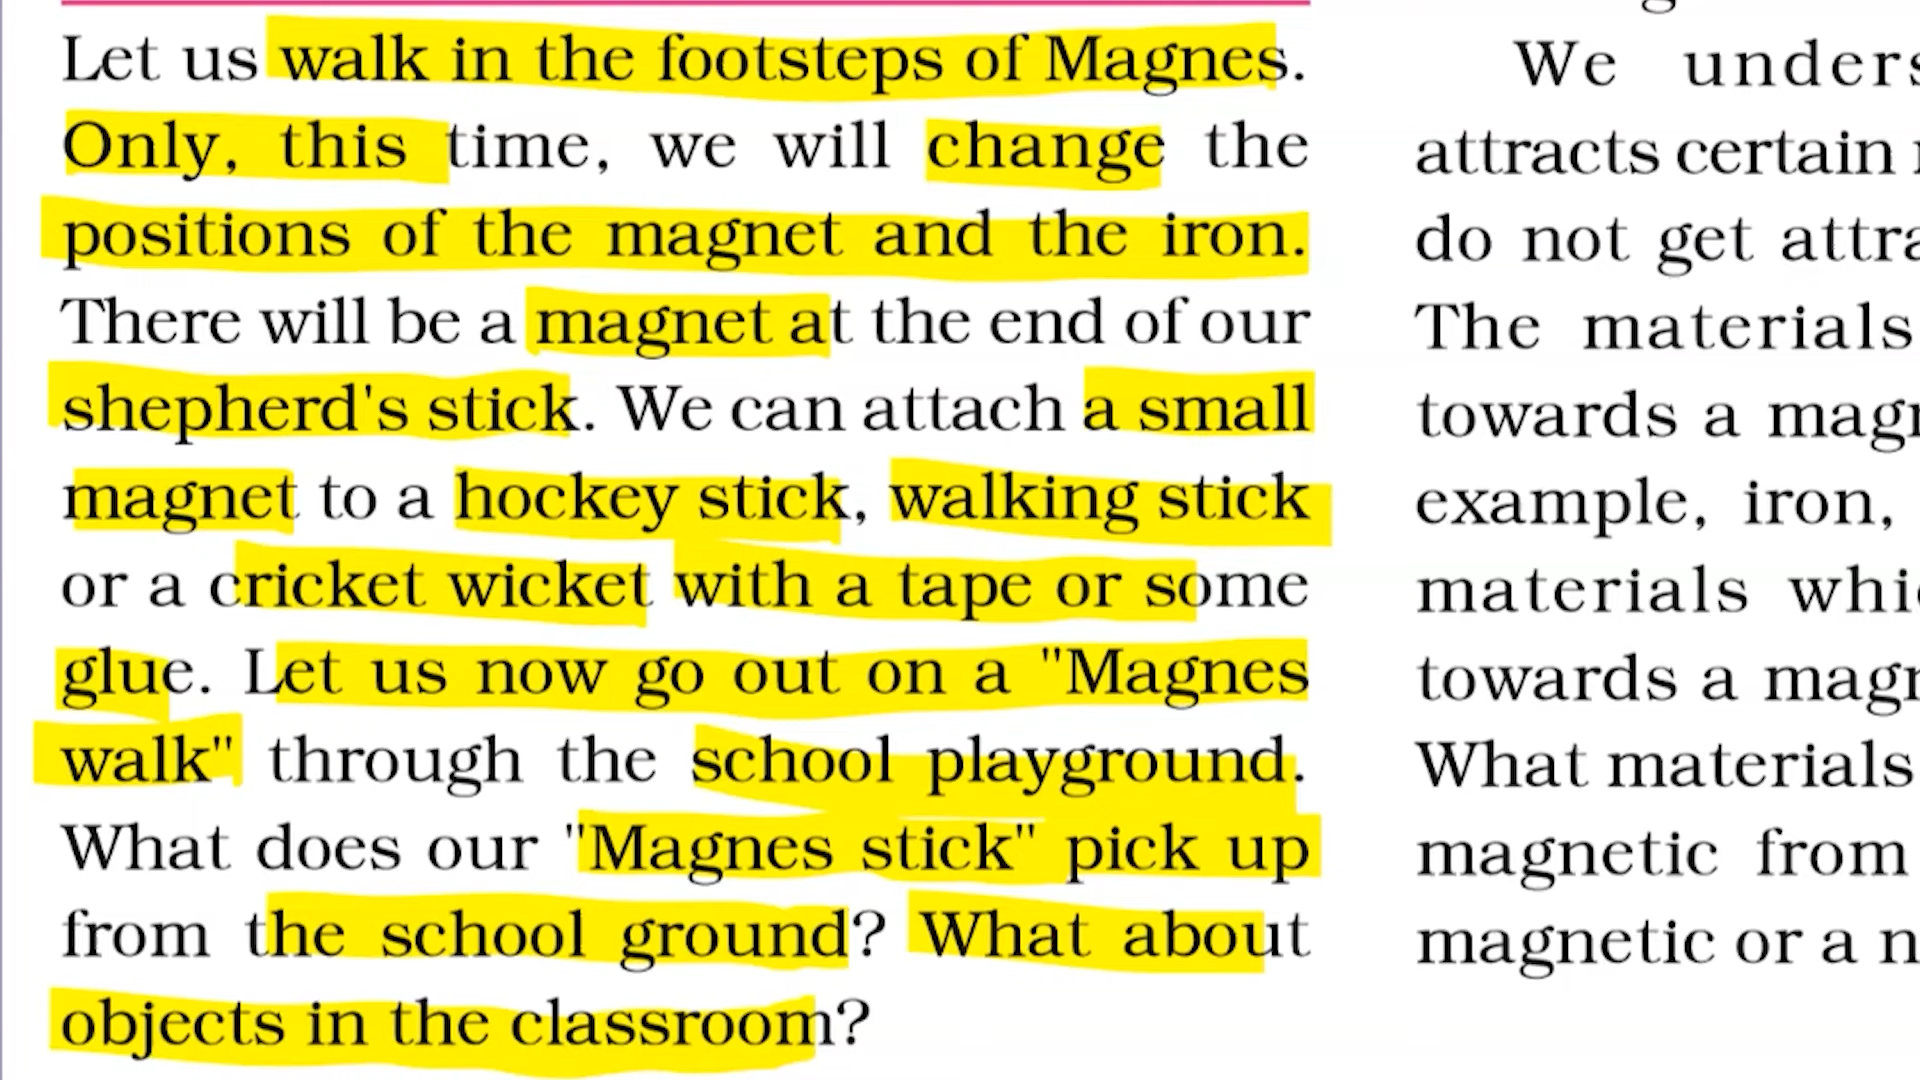 Let us walk in the footsteps of Magnes.
Only, this time, we will change the
positions of the magnet and the iron.
There will be a magnet at the end of our
shepherd's stick. We can attach a small
magnet to a hockey stick, walking stick
or a cricket wicket with a tape or some
glue. Let us now go out on a "Magnes
walk" through the school playground.
What does our "Magnes stick" pick up
from the school ground? What about
objects in the classroom?
We
attracts certain
do not get
The materials
towards a
example, iron,
materials
towards a
What materials
magnetic from
magnetic or a